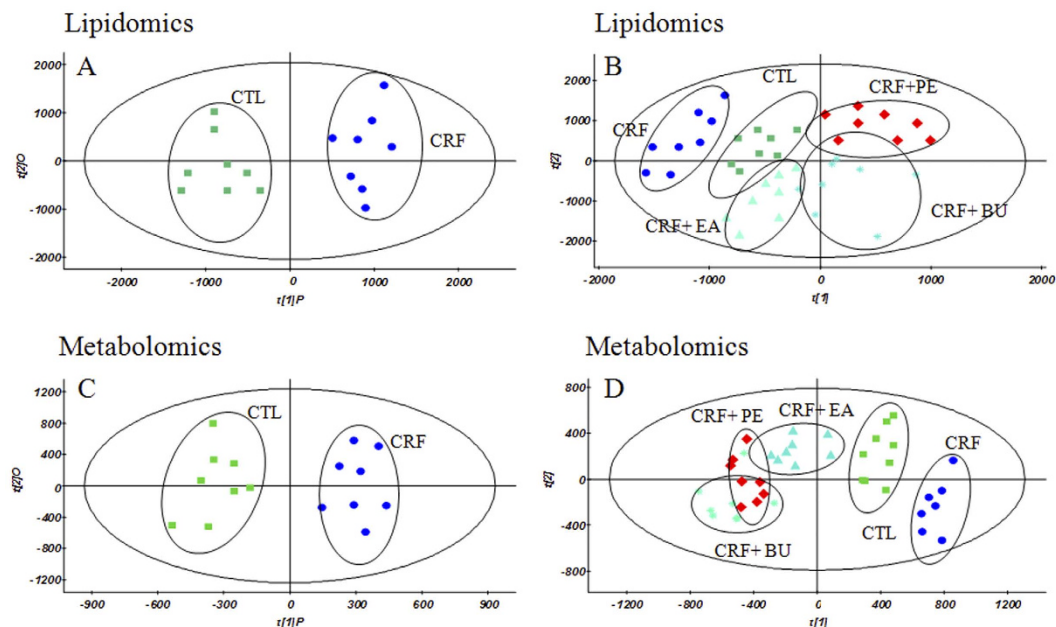 Lipidomics
Lipidomics
A
CTL
CRF
2000
1000
0
-1000
-2000
t[2]O
-2000
-1000
0
1000
2000
t[1]P
B
CTL
CRF+PE
CRF
CRF+EA
CRF+BU
2000
1000
0
-1000
-2000
t[2]
-2000
-1000
0
1000
2000
t[1]
Metabolomics
Metabolomics
C
CTL
CRF
1200
800
400
0
-400
-800
-1200
t[2]O
-900
-600
-300
0
300
600
900
t[1]P
D
CRF+PE
CRF+EA
CRF
CTL
CRF+BU
800
400
0
-400
-800
t[2]
-1200
-800
-400
0
400
800
1200
t[1]